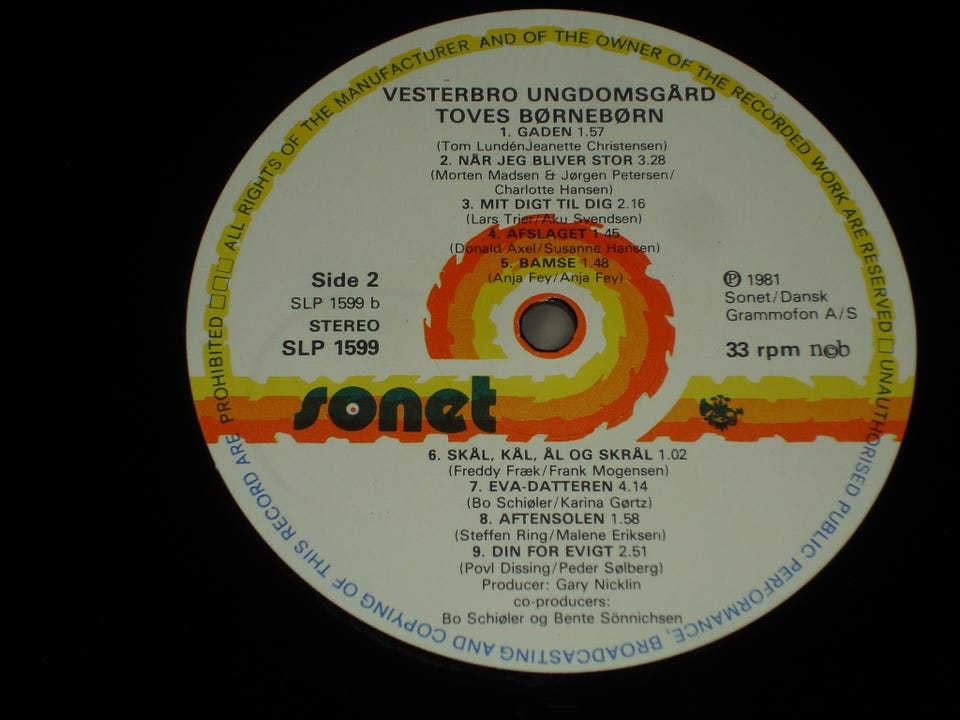 VESTERBRO UNGDOMSGÅRD
TOVES BØRNEBØRN
1. GADEN 1.57
(Tom LundénJeanette Christensen)
2. NÅR JEG BLIVER STOR 3.28
(Morten Madsen & Jørgen Petersen/
Charlotte Hansen)
3. MIT DIGT TIL DIG 2.16
(Lars Trier/Aku Svendsen)
4. AFSLAGET 1.45
(Donald Axel/Susanne Hansen)
5. BAMSE 1.48
(Anja Fey/Anja Fey)
Side 2
SLP 1599 b
STEREO
SLP 1599
℗ 1981
Sonet/Dansk
Grammofon A/S
33 rpm n©b
sonet
6. SKÅL, KÅL, ÅL OG SKRÅL 1.02
(Freddy Fræk/Frank Mogensen)
7. EVA-DATTEREN 4.14
(Bo Schiøler/Karina Gørtz)
8. AFTENSOLEN 1.58
(Steffen Ring/Malene Eriksen)
9. DIN FOR EVIGT 2.51
(Povl Dissing/Peder Sølberg)
Producer: Gary Nicklin
co-producers:
Bo Schiøler og Bente Sönnichsen
ALL RIGHTS OF THE MANUFACTURER AND OF THE OWNER OF THE RECORDED WORK ARE RESERVED □ UNAUTHORISED PUBLIC PERFORMANCE, BROADCASTING AND COPYING OF THIS RECORD ARE PROHIBITED □□□